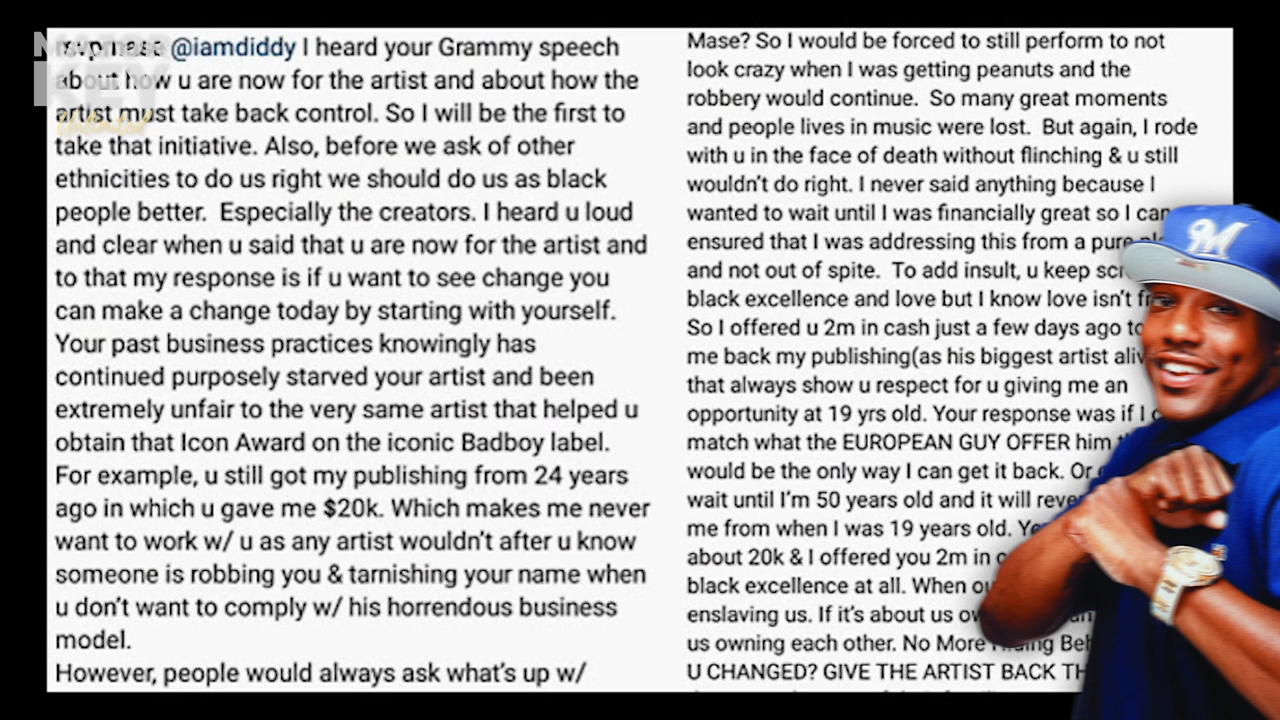 MAJOR
KEY
rsvpmase @iamdiddy I heard your Grammy speech
about how u are now for the artist and about how the
artist must take back control. So I will be the first to
take that initiative. Also, before we ask of other
ethnicities to do us right we should do us as black
people better. Especially the creators. I heard u loud
and clear when u said that u are now for the artist and
to that my response is if u want to see change you
can make a change today by starting with yourself.
Your past business practices knowingly has
continued purposely starved your artist and been
extremely unfair to the very same artist that helped u
obtain that Icon Award on the iconic Badboy label.
For example, u still got my publishing from 24 years
ago in which u gave me $20k. Which makes me never
want to work w/ u as any artist wouldn't after u know
someone is robbing you & tarnishing your name when
u don't want to comply w/ his horrendous business
model.
However, people would always ask what's up w/
Mase? So I would be forced to still perform to not
look crazy when I was getting peanuts and the
robbery would continue. So many great moments
and people lives in music were lost. But again, I rode
with u in the face of death without flinching & u still
wouldn't do right. I never said anything because I
wanted to wait until I was financially great so I can
ensured that I was addressing this from a pure
and not out of spite. To add insult, u keep
black excellence and love but I know love isn't
So I offered u 2m in cash just a few days ago to
me back my publishing(as his biggest artist
that always show u respect for u giving me an
opportunity at 19 yrs old. Your response was if I
match what the EUROPEAN GUY OFFER him
would be the only way I can get it back. Or
wait until I'm 50 years old and it will
me from when I was 19 years old.
about 20k & I offered you 2m in
black excellence at all. When
enslaving us. If it's about us
us owning each other. No More
U CHANGED? GIVE THE ARTIST BACK
M